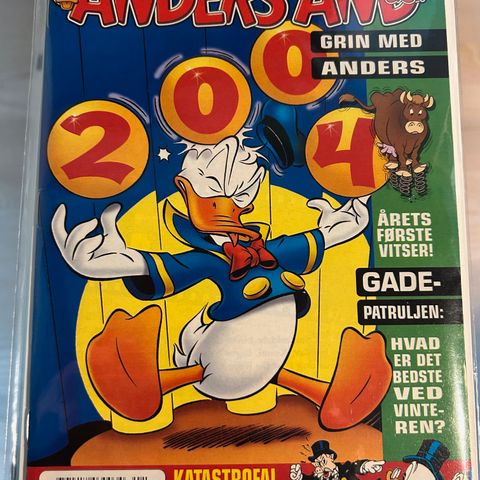 ANDERS AND
GRIN MED
ANDERS
2004
ÅRETS
FØRSTE
VITSER!
GADE-
PATRULJEN:
HVAD
ER DET
BEDSTE
VED
VINTE-
REN?
KATASTROFAL